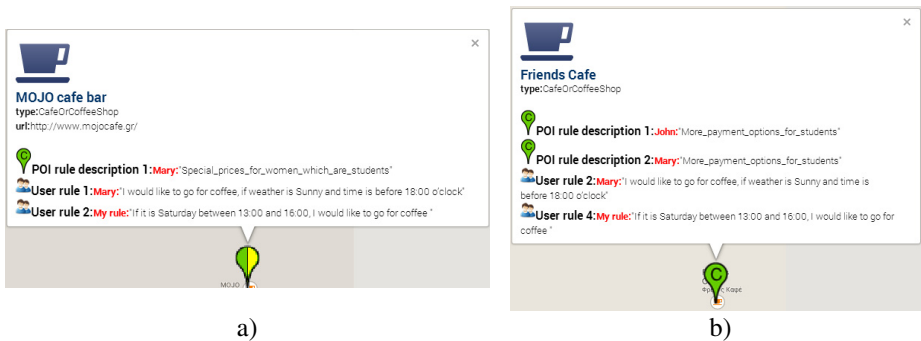 ×
MOJO cafe bar
type:CafeOrCoffeeShop
url:http://www.mojocafe.gr/
C POI rule description 1:Mary:"Special_prices_for_women_which_are_students"
User rule 1:Mary:"I would like to go for coffee, if weather is Sunny and time is before 18:00 o'clock"
User rule 2:My rule:"If it is Saturday between 13:00 and 16:00, I would like to go for coffee "
MOJO
a)
×
Friends Cafe
type:CafeOrCoffeeShop
C POI rule description 1:John:"More_payment_options_for_students"
C POI rule description 2:Mary:"More_payment_options_for_students"
User rule 2:Mary:"I would like to go for coffee, if weather is Sunny and time is
before 18:00 o'clock"
User rule 4:My rule:"If it is Saturday between 13:00 and 16:00, I would like to go for
coffee "
C
Καφε
b)